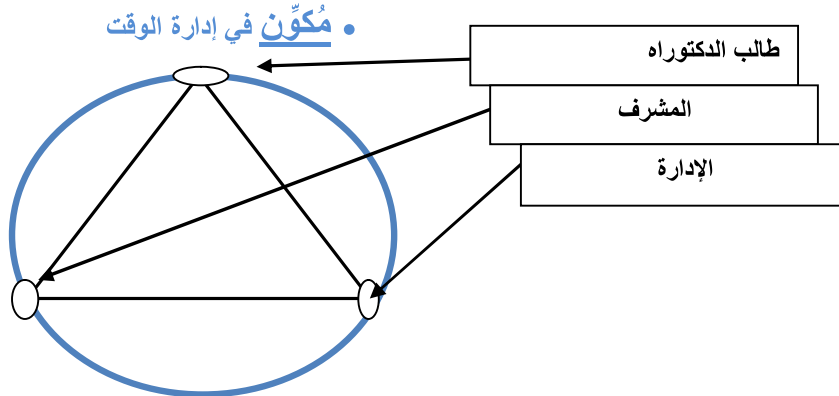 • مُكوِّن في إدارة الوقت
طالب الدكتوراه
المشرف
الإدارة